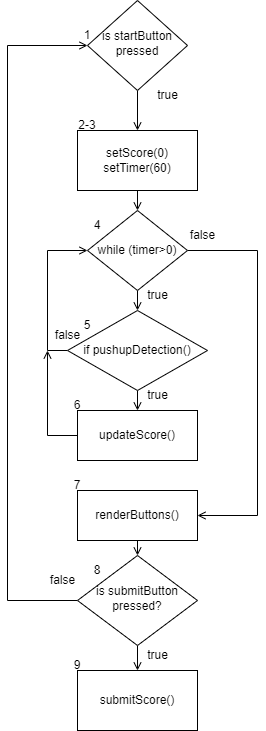 1
is startButton
pressed
true
2-3
setScore(0)
setTimer(60)
4
while (timer>0)
false
true
5
false
if pushupDetection()
true
6
updateScore()
7
renderButtons()
8
false
is submitButton
pressed?
true
9
submitScore()